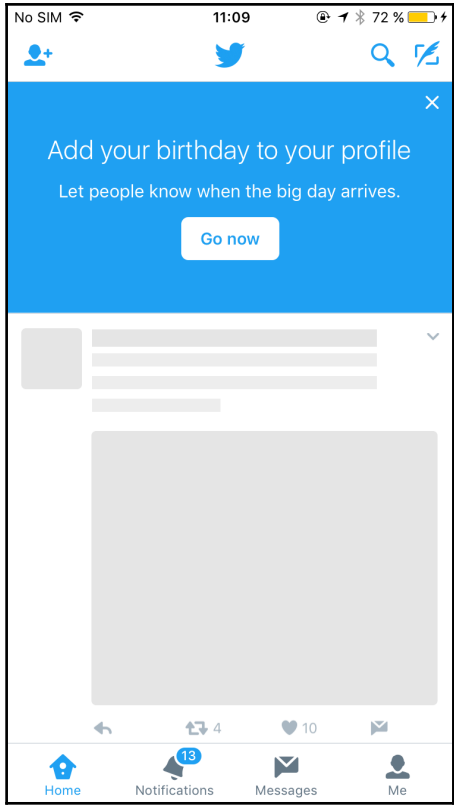 No SIM 11:09 72 %
Add your birthday to your profile
Let people know when the big day arrives.
Go now
4 10
13
Home Notifications Messages Me